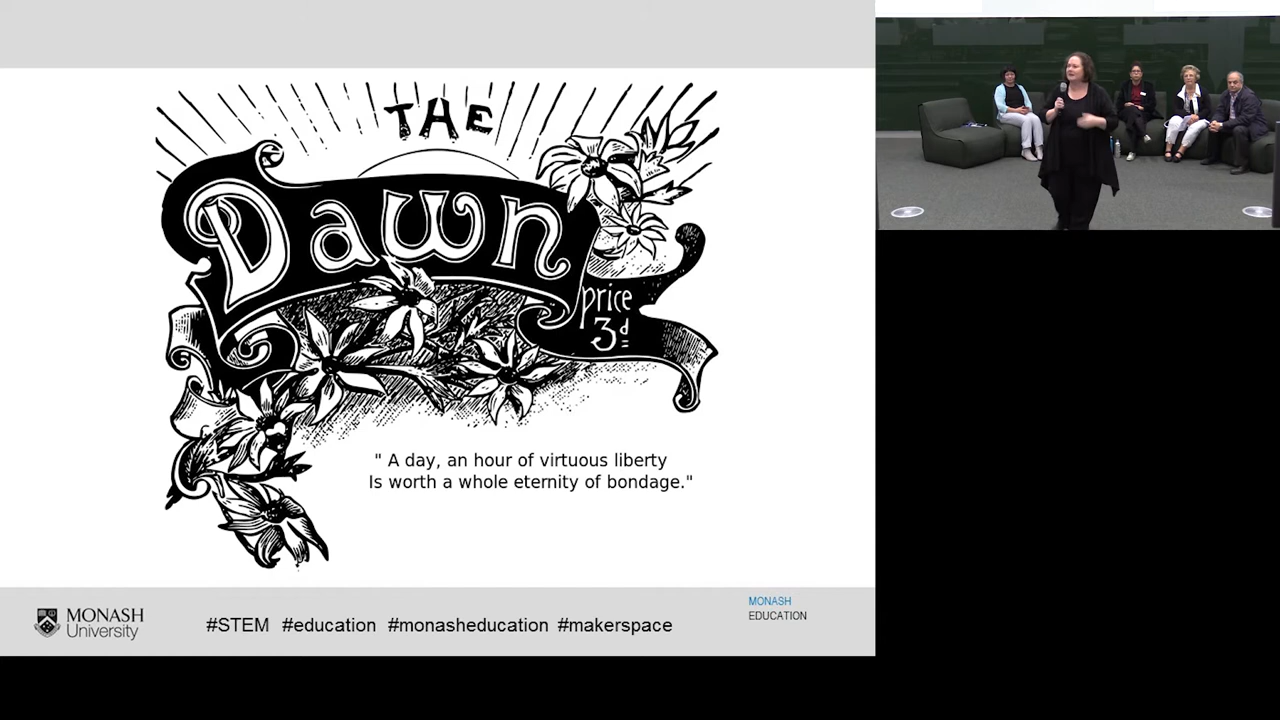 THE
Dawn
price
3d
" A day, an hour of virtuous liberty
Is worth a whole eternity of bondage."
MONASH
University
#STEM #education #monasheducation #makerspace
MONASH
EDUCATION